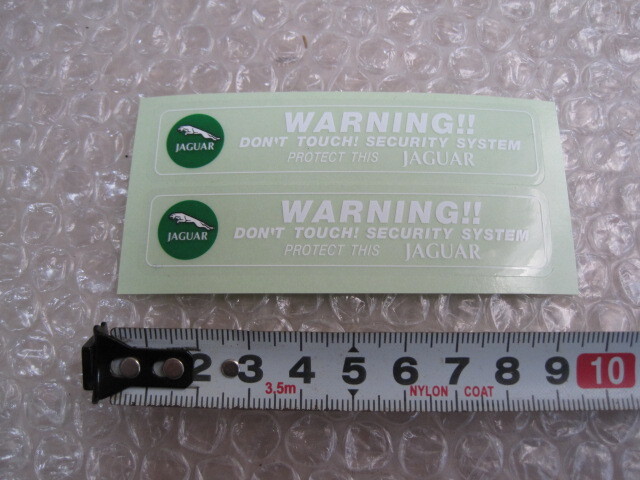 WARNING!!
DON'T TOUCH! SECURITY SYSTEM
JAGUAR
PROTECT THIS JAGUAR
WARNING!!
DON'T TOUCH! SECURITY SYSTEM
JAGUAR
PROTECT THIS JAGUAR
2 3 4 5 6 7 8 9 10
3.5m NYLON COAT